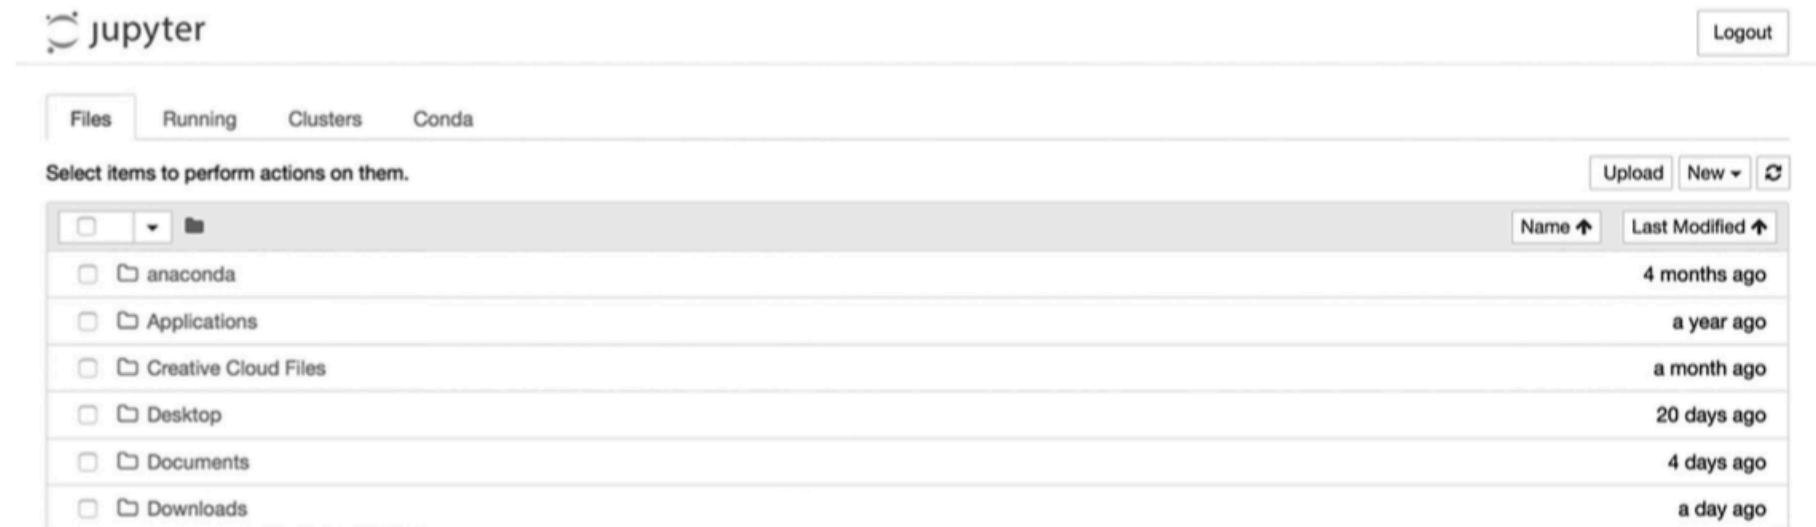 jupyter
Logout
Files Running Clusters Conda
Select items to perform actions on them.
Upload New
Name Last Modified
anaconda 4 months ago
Applications a year ago
Creative Cloud Files a month ago
Desktop 20 days ago
Documents 4 days ago
Downloads a day ago